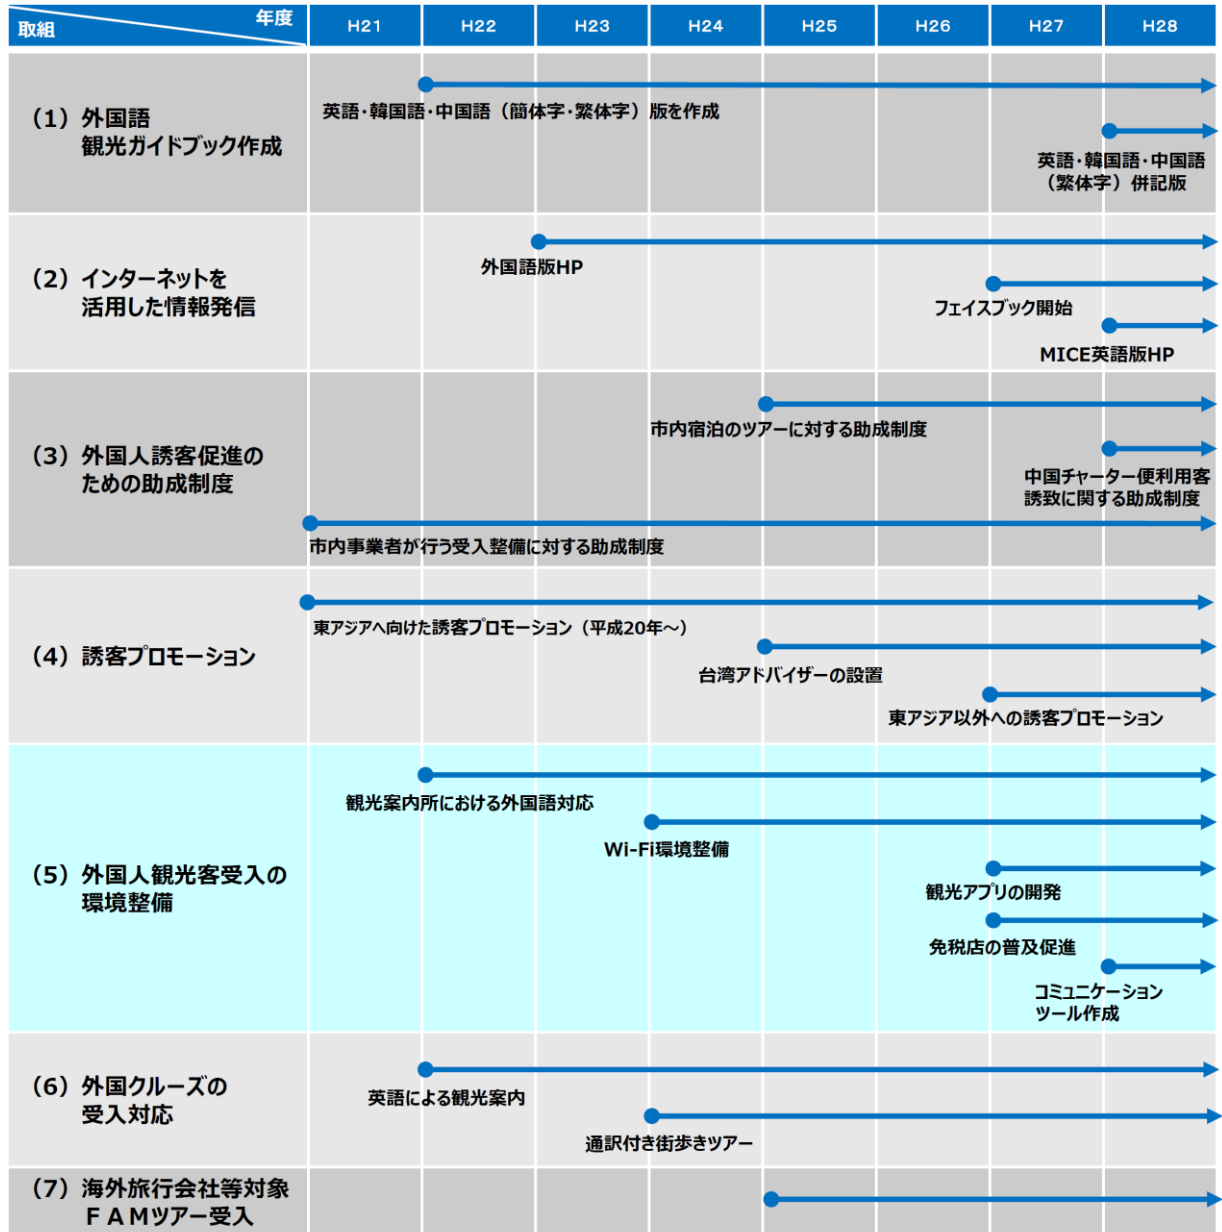 年度
取組
H21
H22
H23
H24
H25
H26
H27
H28
(1) 外国語
観光ガイドブック作成
英語・韓国語・中国語（簡体字・繁体字）版を作成
英語・韓国語・中国語
（繁体字）併記版
(2) インターネットを
活用した情報発信
外国語版HP
フェイスブック開始
MICE英語版HP
(3) 外国人誘客促進の
ための助成制度
市内宿泊のツアーに対する助成制度
中国チャーター便利用客
誘致に関する助成制度
市内事業者が行う受入整備に対する助成制度
(4) 誘客プロモーション
東アジアへ向けた誘客プロモーション（平成20年～）
台湾アドバイザーの設置
東アジア以外への誘客プロモーション
(5) 外国人観光客受入の
環境整備
観光案内所における外国語対応
Wi-Fi環境整備
観光アプリの開発
免税店の普及促進
コミュニケーション
ツール作成
(6) 外国クルーズの
受入対応
英語による観光案内
通訳付き街歩きツアー
(7) 海外旅行会社等対象
ＦＡＭツアー受入